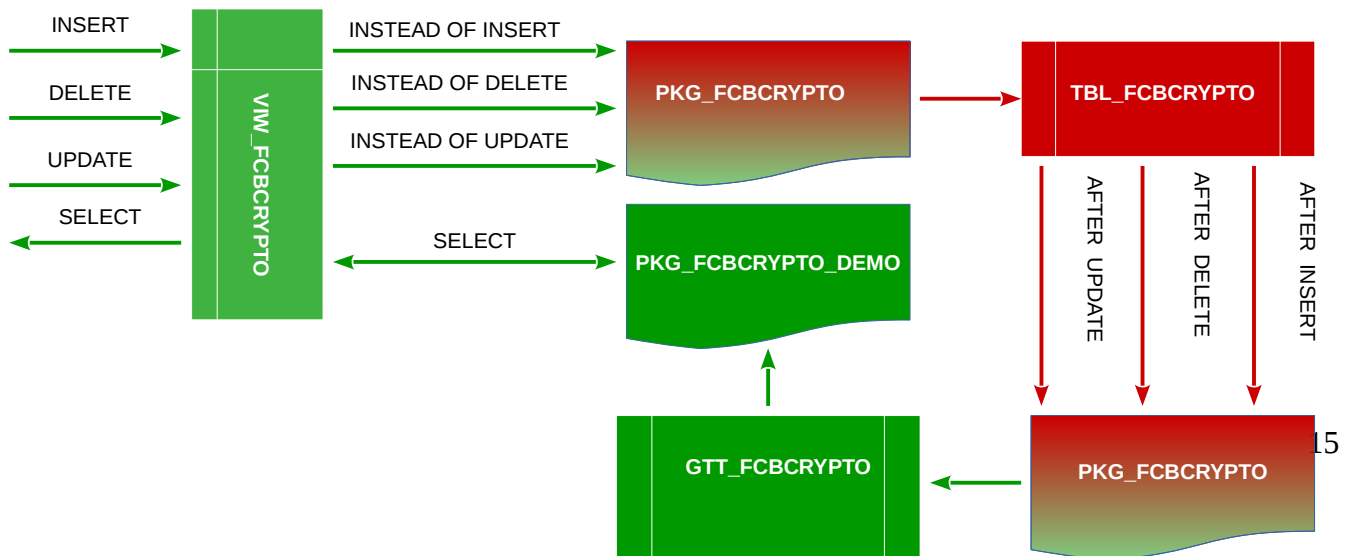 INSERT
DELETE
UPDATE
SELECT
VIW_FCBCRYPTO
INSTEAD OF INSERT
INSTEAD OF DELETE
INSTEAD OF UPDATE
SELECT
PKG_FCBCRYPTO
PKG_FCBCRYPTO_DEMO
TBL_FCBCRYPTO
AFTER UPDATE
AFTER DELETE
AFTER INSERT
GTT_FCBCRYPTO
PKG_FCBCRYPTO
15